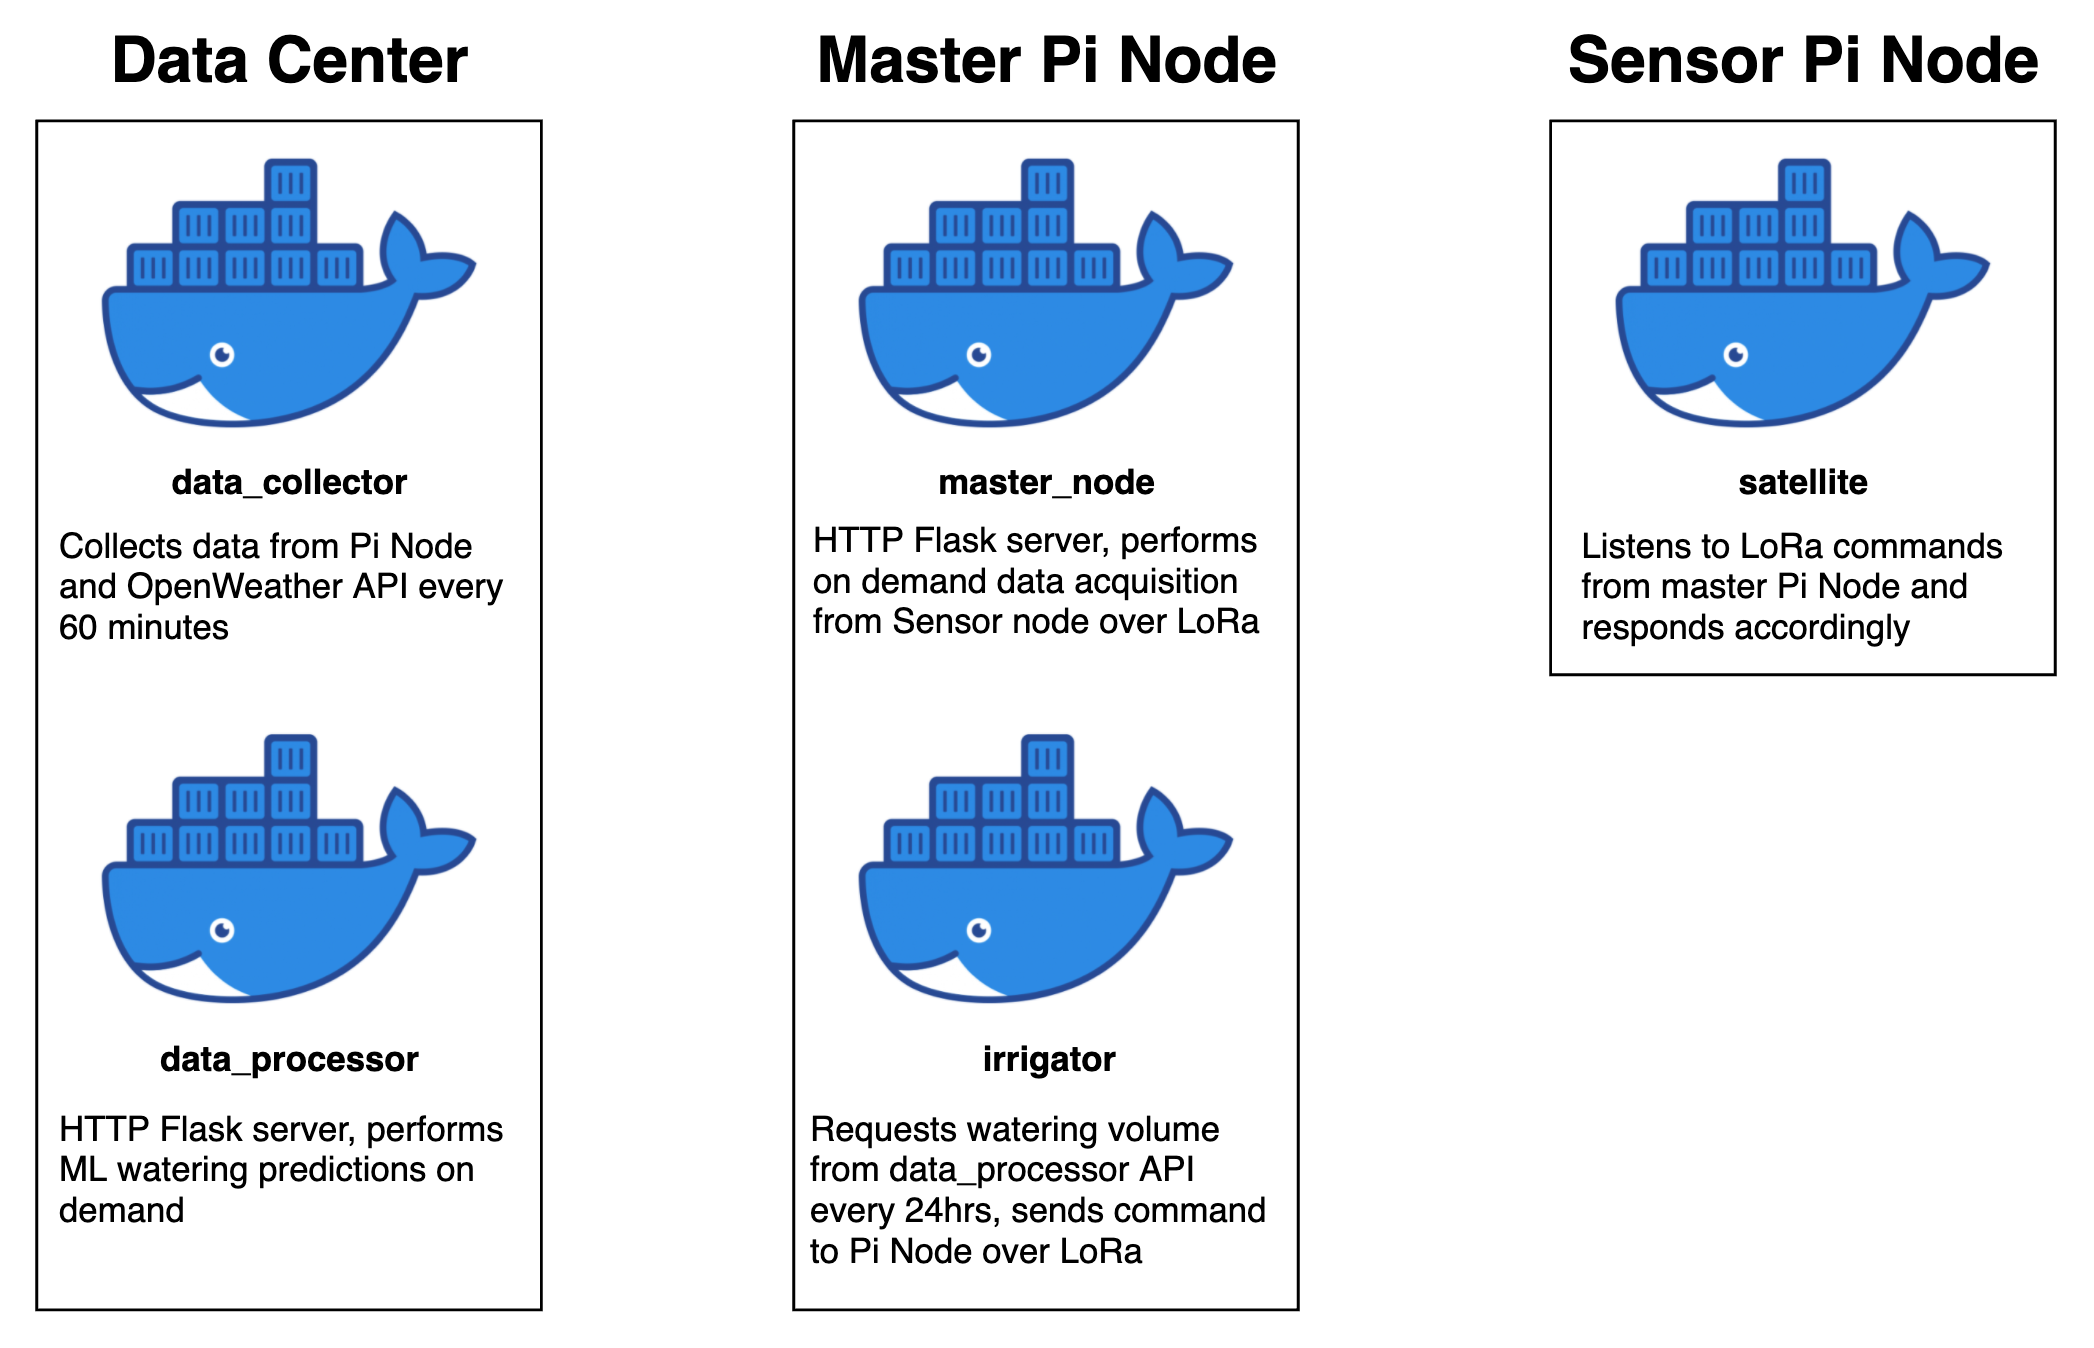 Data Center
data_collector
Collects data from Pi Node
and OpenWeather API every
60 minutes
data_processor
HTTP Flask server, performs
ML watering predictions on
demand
Master Pi Node
master_node
HTTP Flask server, performs
on demand data acquisition
from Sensor node over LoRa
irrigator
Requests watering volume
from data_processor API
every 24hrs, sends command
to Pi Node over LoRa
Sensor Pi Node
satellite
Listens to LoRa commands
from master Pi Node and
responds accordingly